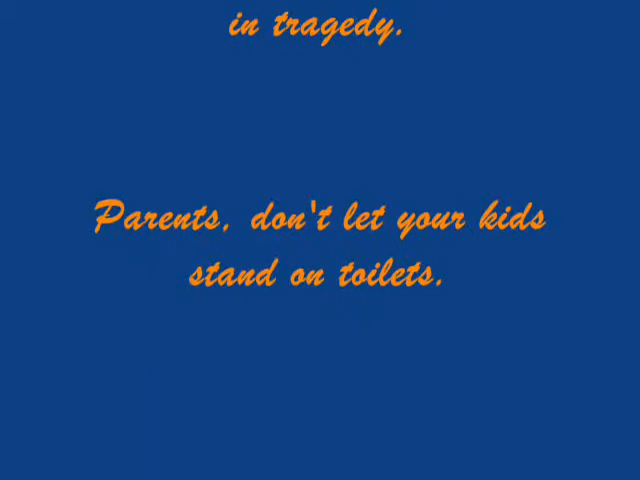 in tragedy.
Parents, don't let your kids
stand on toilets.